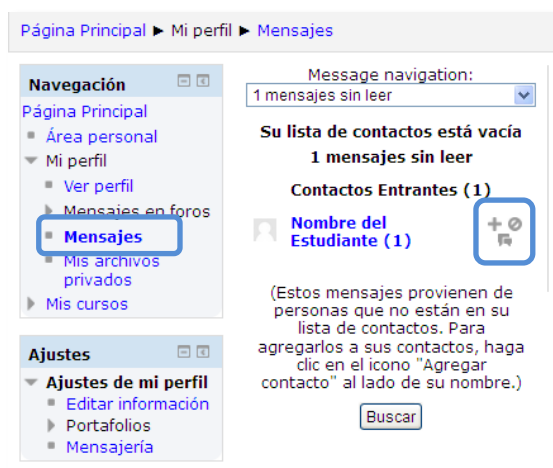 Página Principal ► Mi perfil ► Mensajes
Navegación
Página Principal
Área personal
Mi perfil
Ver perfil
Mensajes en foros
Mensajes
Mis archivos
privados
Mis cursos
Ajustes
Ajustes de mi perfil
Editar información
Portafolios
Mensajería
Message navigation:
1 mensajes sin leer
Su lista de contactos está vacía
1 mensajes sin leer
Contactos Entrantes (1)
Nombre del
Estudiante (1)
(Estos mensajes provienen de
personas que no están en su
lista de contactos. Para
agregarlos a sus contactos, haga
clic en el icono "Agregar
contacto" al lado de su nombre.)
Buscar